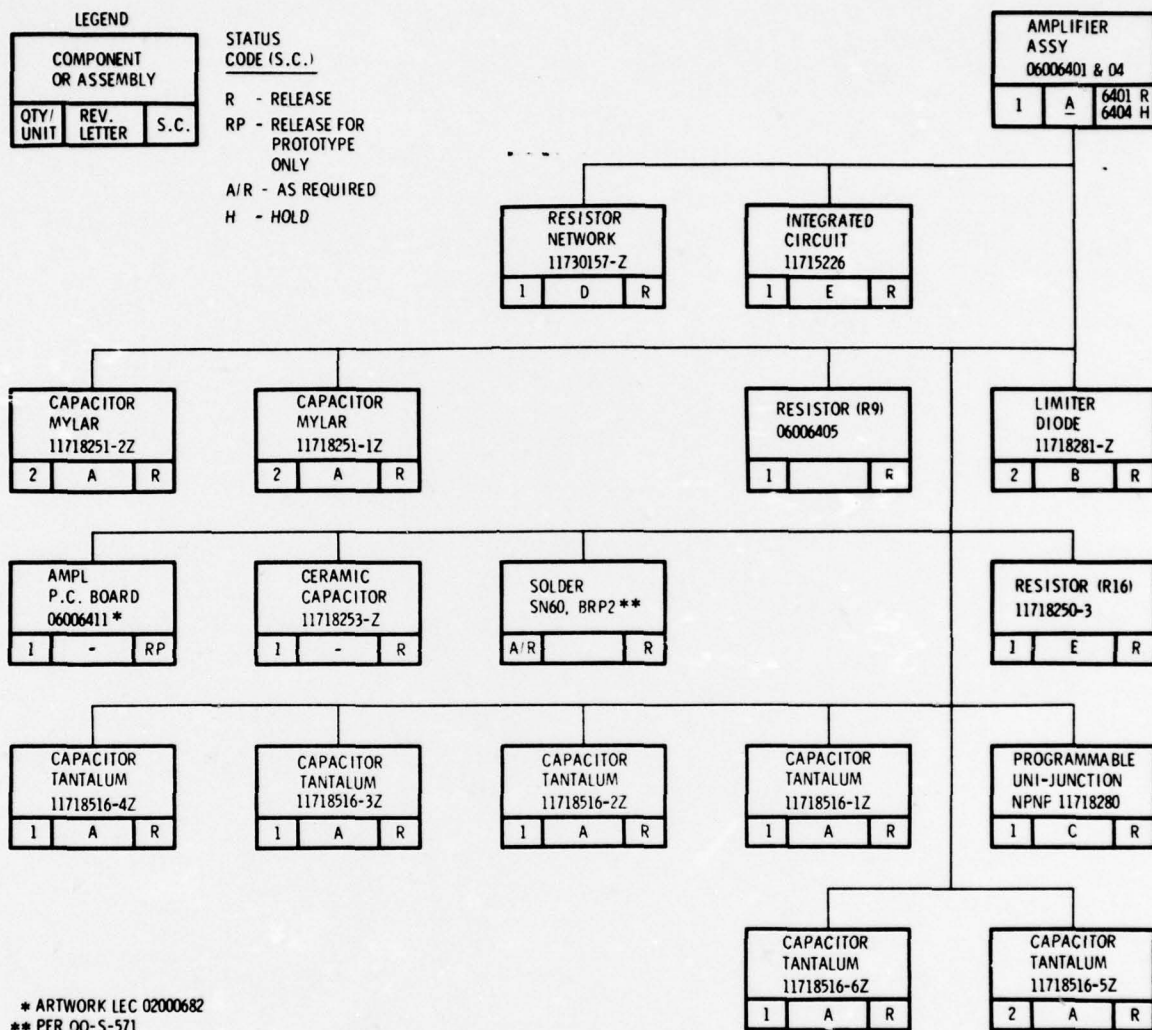 LEGEND
COMPONENT
OR ASSEMBLY
QTY/
UNIT
REV.
LETTER
S.C.
STATUS
CODE (S.C.)
R - RELEASE
RP - RELEASE FOR
PROTOTYPE
ONLY
A/R - AS REQUIRED
H - HOLD
AMPLIFIER
ASSY
06006401 & 04
1 A 6401 R
6404 H
RESISTOR
NETWORK
11730157-Z
1 D R
INTEGRATED
CIRCUIT
11715226
1 E R
CAPACITOR
MYLAR
11718251-2Z
2 A R
CAPACITOR
MYLAR
11718251-1Z
2 A R
RESISTOR (R9)
06006405
1 R
LIMITER
DIODE
11718281-Z
2 B R
AMPL
P.C. BOARD
06006411 *
1 - RP
CERAMIC
CAPACITOR
11718253-Z
1 - R
SOLDER
SN60, BRP2 **
A/R R
RESISTOR (R16)
11718250-3
1 E R
CAPACITOR
TANTALUM
11718516-4Z
1 A R
CAPACITOR
TANTALUM
11718516-3Z
1 A R
CAPACITOR
TANTALUM
11718516-2Z
1 A R
CAPACITOR
TANTALUM
11718516-1Z
1 A R
PROGRAMMABLE
UNI-JUNCTION
NPNF 11718280
1 C R
CAPACITOR
TANTALUM
11718516-6Z
1 A R
CAPACITOR
TANTALUM
11718516-5Z
2 A R
* ARTWORK LEC 02000682
** PER QQ-S-571